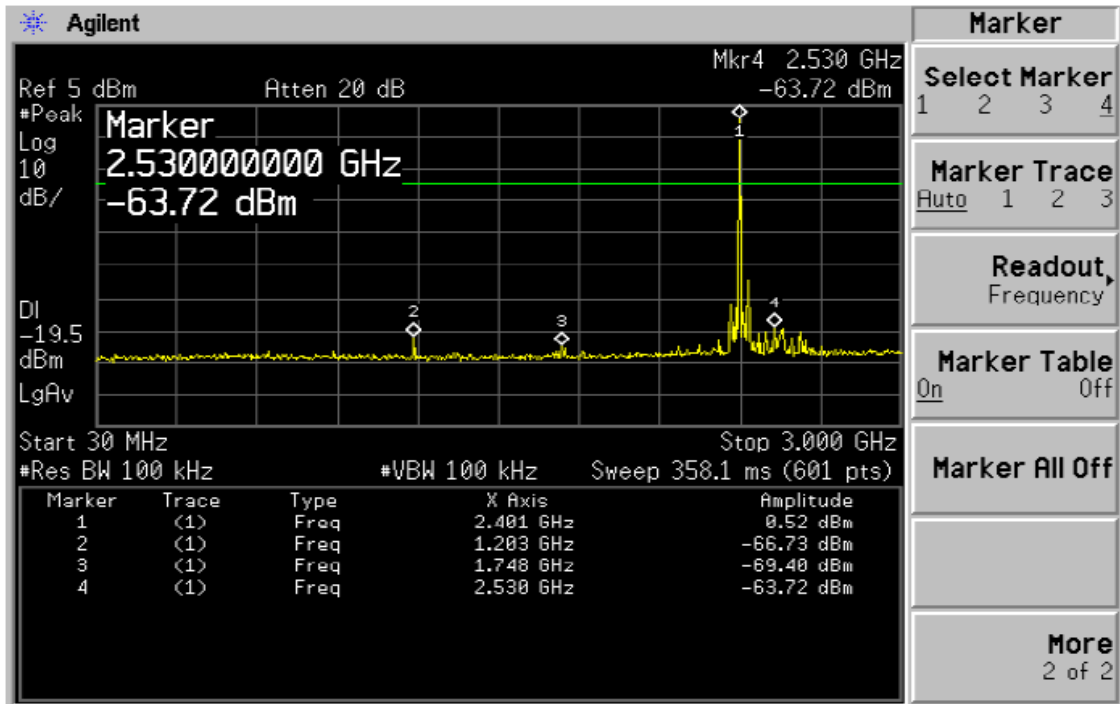 Agilent
Marker
Mkr4 2.530 GHz
Ref 5 dBm Atten 20 dB -63.72 dBm
#Peak
Log
10
dB/
Marker
2.530000000 GHz
-63.72 dBm
1
2
3
4
DI
-19.5
dBm
LgAv
Start 30 MHz Stop 3.000 GHz
#Res BW 100 kHz #VBW 100 kHz Sweep 358.1 ms (601 pts)
Marker Trace Type X Axis Amplitude
1 (1) Freq 2.401 GHz 0.52 dBm
2 (1) Freq 1.203 GHz -66.73 dBm
3 (1) Freq 1.748 GHz -69.40 dBm
4 (1) Freq 2.530 GHz -63.72 dBm
Select Marker
1 2 3 4
Marker Trace
Auto 1 2 3
Readout
Frequency
Marker Table
On Off
Marker All Off
More
2 of 2